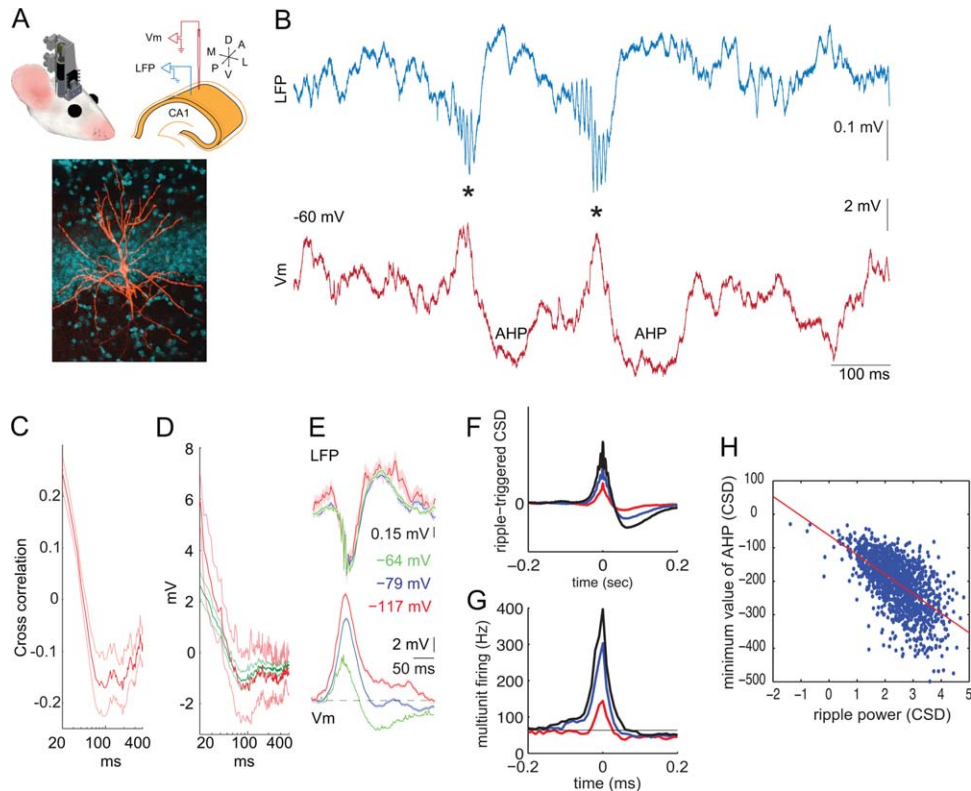 A
Vm
LFP
D
A
M
L
P
V
CA1
B
LFP
0.1 mV
2 mV
*
*
-60 mV
Vm
AHP
AHP
100 ms
C
Cross correlation
0.2
0.1
0
-0.1
-0.2
20
100
400
ms
D
mV
8
6
4
2
0
-2
20
100
400
ms
E
LFP
0.15 mV
−64 mV
−79 mV
−117 mV
2 mV
50 ms
Vm
F
ripple−triggered CSD
0
−0.2
0
0.2
time (sec)
G
multiunit firing (Hz)
400
300
200
100
0
−0.2
0
0.2
time (ms)
H
minimum value of AHP (CSD)
100
0
−100
−200
−300
−400
−500
−2
−1
0
1
2
3
4
5
ripple power (CSD)